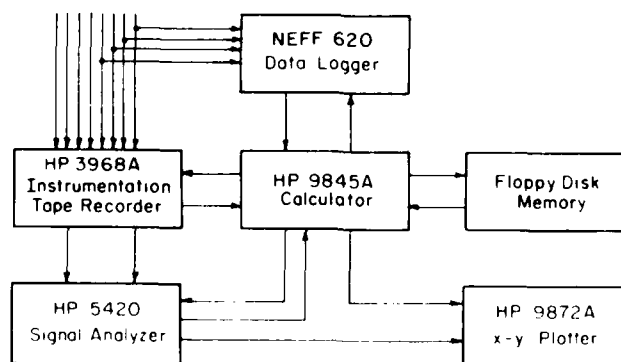 NEFF 620
Data Logger
HP 3968A
Instrumentation
Tape Recorder
HP 9845A
Calculator
Floppy Disk
Memory
HP 5420
Signal Analyzer
HP 9872A
x-y Plotter